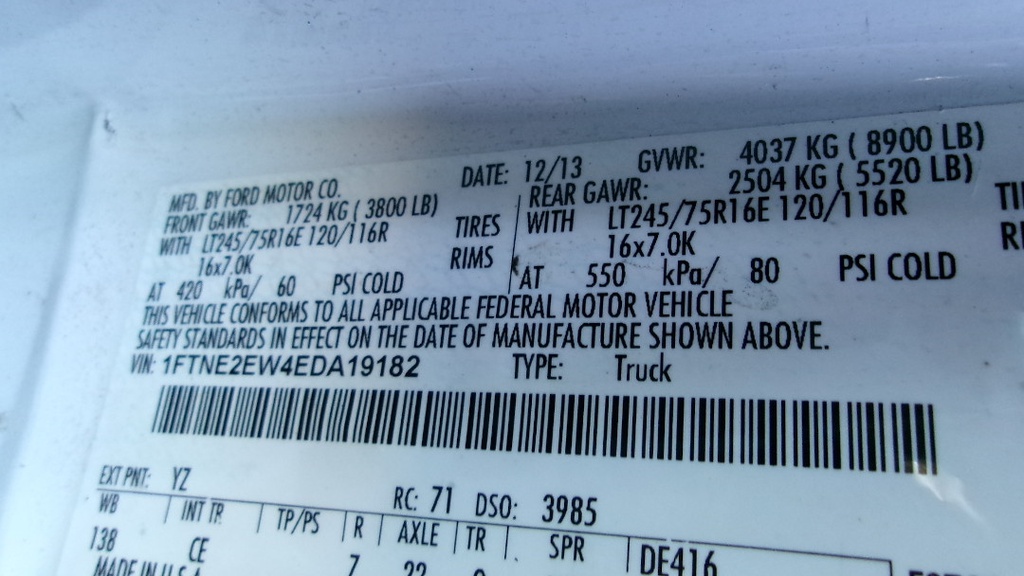 MFD. BY FORD MOTOR CO. DATE: 12/13 GVWR: 4037 KG ( 8900 LB)
FRONT GAWR: 1724 KG ( 3800 LB) REAR GAWR: 2504 KG ( 5520 LB)
WITH LT245/75R16E 120/116R TIRES WITH LT245/75R16E 120/116R
16x7.0K RIMS 16x7.0K
AT 420 kPa/ 60 PSI COLD AT 550 kPa/ 80 PSI COLD
THIS VEHICLE CONFORMS TO ALL APPLICABLE FEDERAL MOTOR VEHICLE
SAFETY STANDARDS IN EFFECT ON THE DATE OF MANUFACTURE SHOWN ABOVE.
VIN: 1FTNE2EW4EDA19182 TYPE: Truck
EXT PNT: YZ RC: 71 DSO: 3985
WB INT TR TP/PS R AXLE TR SPR DE416
138 CE 7 22
MADE IN U.S.A